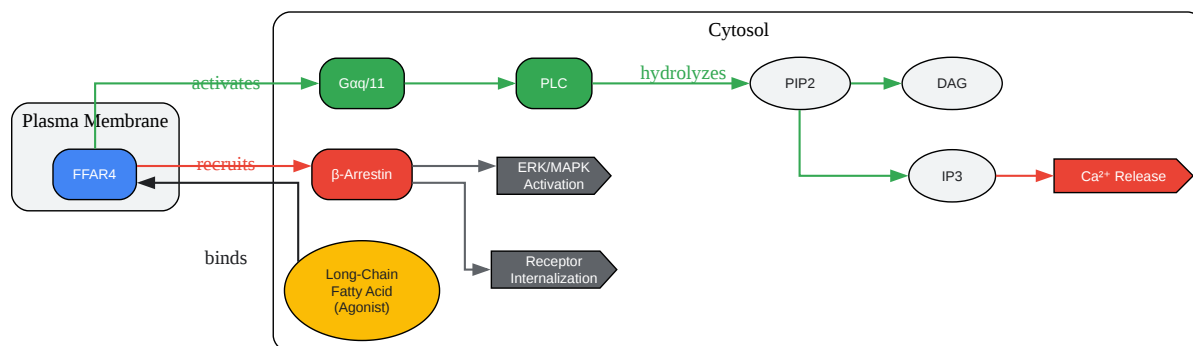 Cytosol
activates
Gαq/11
PLC
hydrolyzes
PIP2
DAG
Plasma Membrane
FFAR4
recruits
β-Arrestin
ERK/MAPK
Activation
IP3
Ca²⁺ Release
binds
Long-Chain
Fatty Acid
(Agonist)
Receptor
Internalization